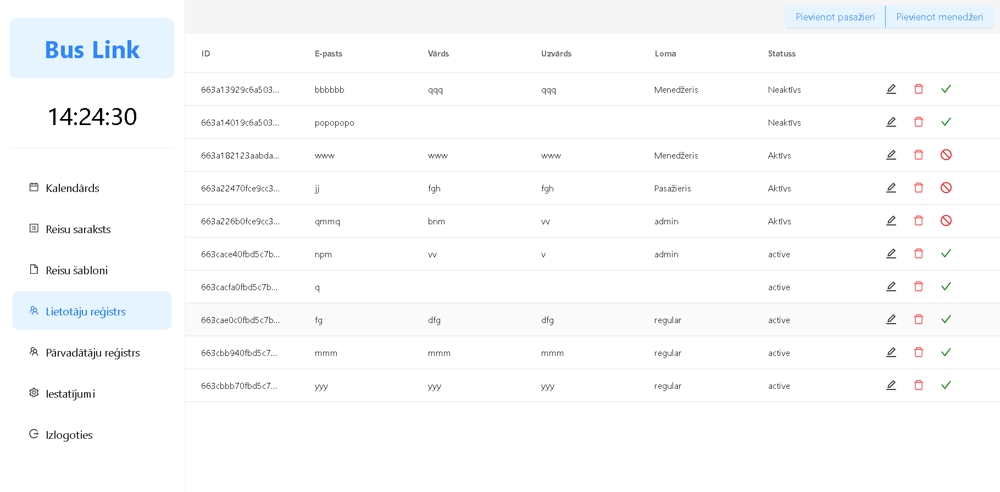 Bus Link
14:24:30
Kalendārds
Reisu saraksts
Reisu šabloni
Lietotāju reģistrs
Pārvadātāju reģistrs
Iestatījumi
Izlogoties
Pievienot pasažieri Pievienot menedžeri
ID E-pasts Vārds Uzvārds Loma Statuss
663a13929c6a503... bbbbbb qqq qqq Menedžeris Neaktīvs
663a14019c6a503... popopopo Neaktīvs
663a182123aabda... www www www Menedžeris Aktīvs
663a22470fce9cc3... jj fgh fgh Pasažieris Aktīvs
663a226b0fce9cc3... qmmq bnm vv admin Aktīvs
663cace40fbd5c7b... npm vv v admin active
663cacfa0fbd5c7b... q active
663cae0c0fbd5c7b... fg dfg dfg regular active
663cbb940fbd5c7... mmm mmm mmm regular active
663cbbb70fbd5c7... yyy yyy yyy regular active